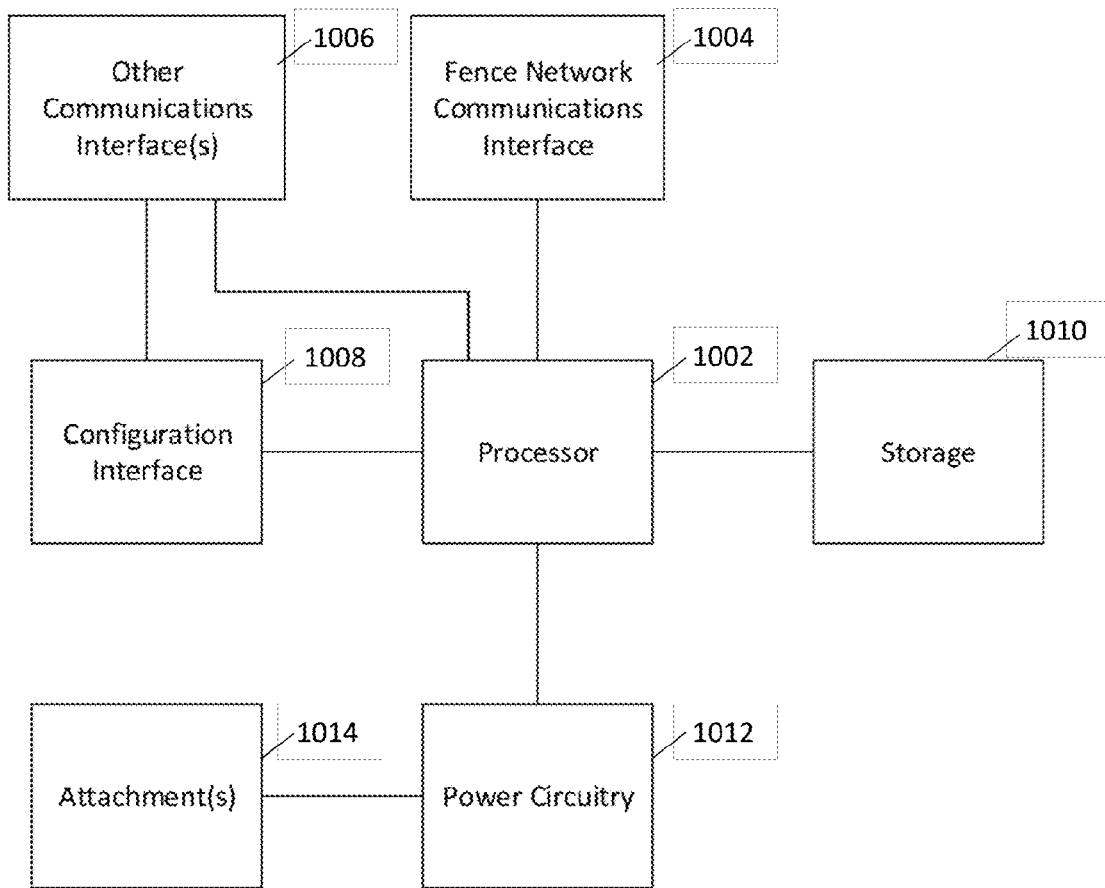 Other
Communications
Interface(s)
1006
Fence Network
Communications
Interface
1004
Configuration
Interface
1008
Processor
1002
Storage
1010
Attachment(s)
1014
Power Circuitry
1012